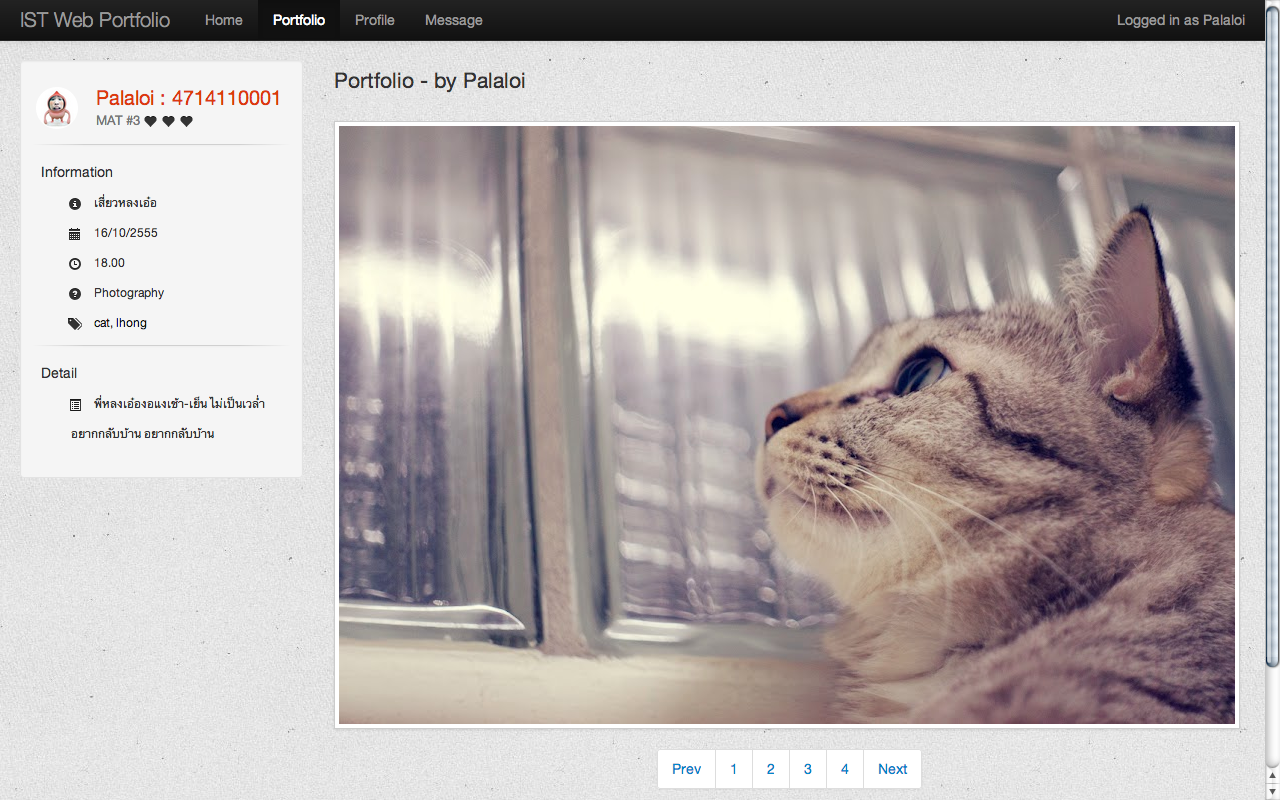 IST Web Portfolio
Home
Portfolio
Profile
Message
Logged in as Palaloi
Palaloi : 4714110001
MAT #3
Information
เสี่ยวหลงเอ๋อ
16/10/2555
18.00
Photography
cat, lhong
Detail
พี่หลงเอ๋องอแงเช้า-เย็น ไม่เป็นเวล่ำ
อยากกลับบ้าน อยากกลับบ้าน
Portfolio - by Palaloi
Prev
1
2
3
4
Next